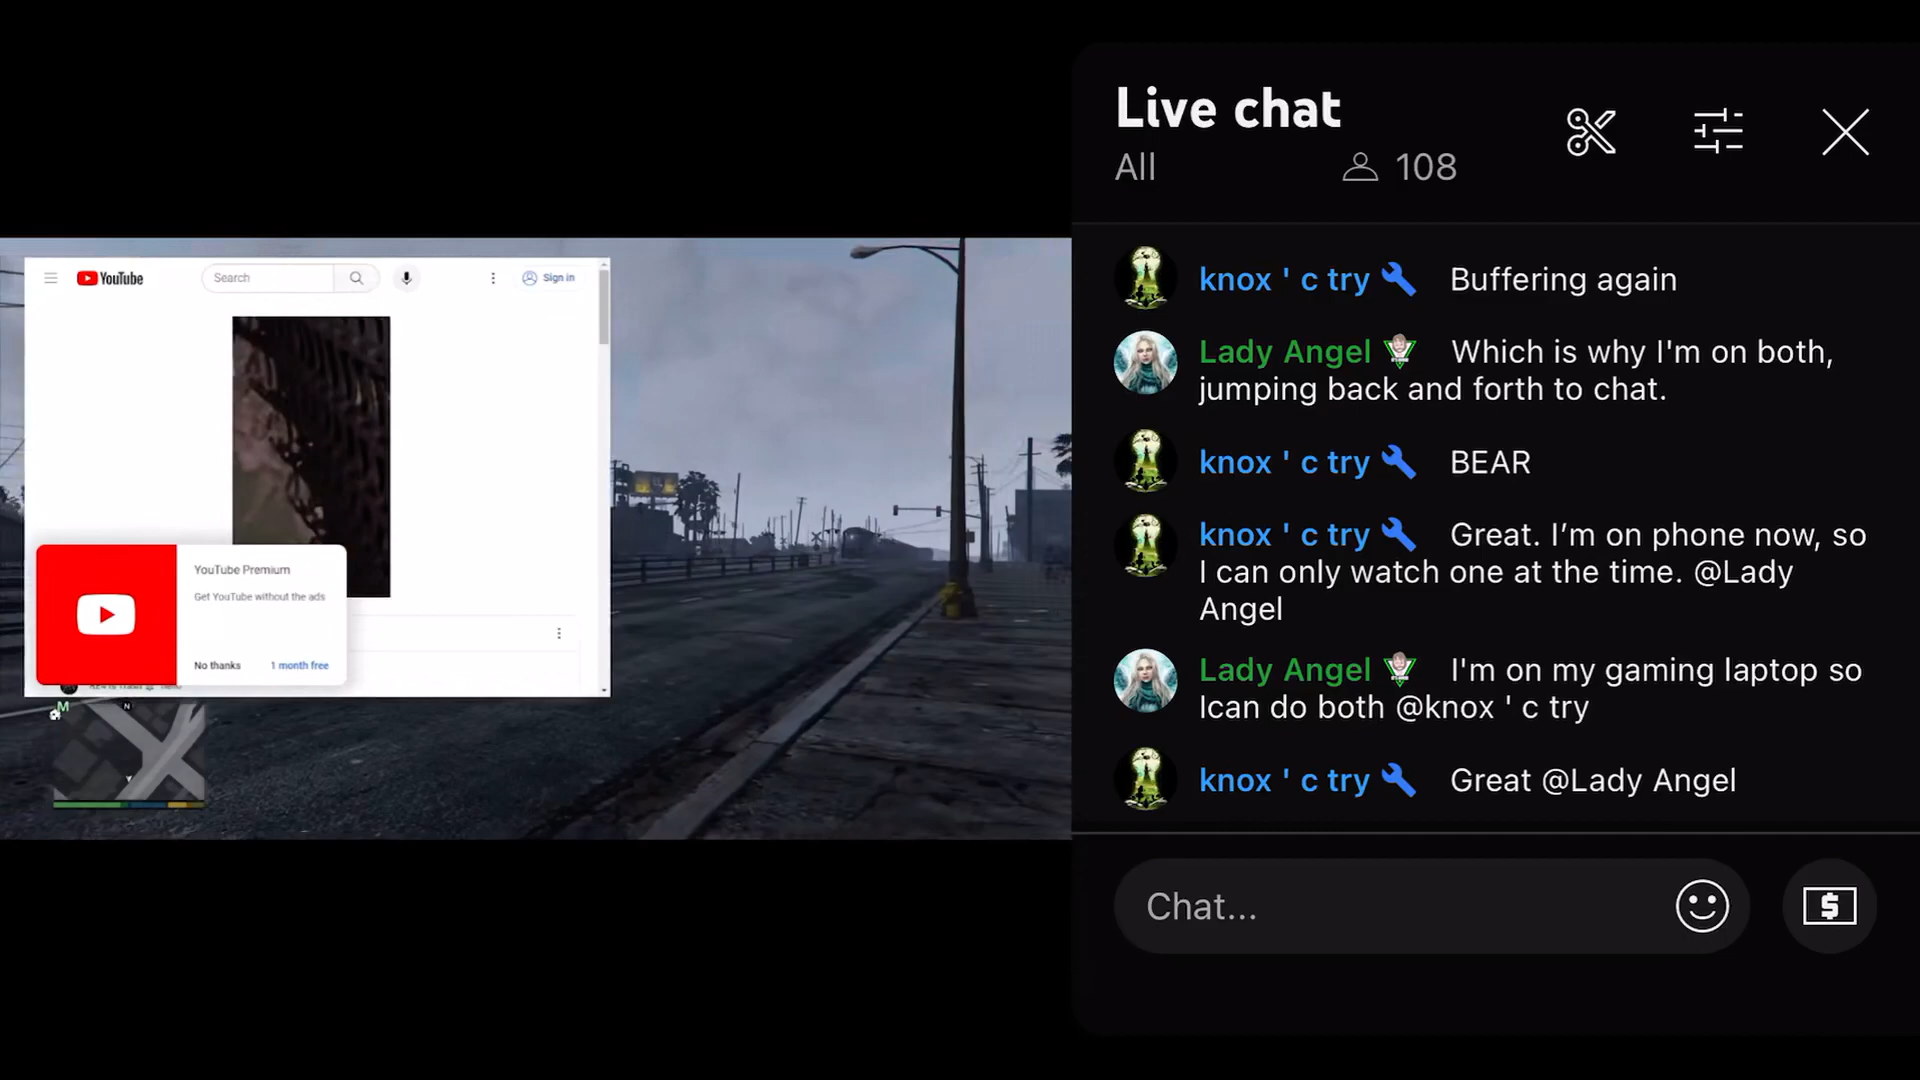 Live chat
All
108
YouTube
Search
Sign in
YouTube Premium
Get YouTube without the ads
No thanks
1 month free
M
N
knox ' c try Buffering again
Lady Angel Which is why I'm on both,
jumping back and forth to chat.
knox ' c try BEAR
knox ' c try Great. I’m on phone now, so
I can only watch one at the time. @Lady
Angel
Lady Angel I'm on my gaming laptop so
Ican do both @knox ' c try
knox ' c try Great @Lady Angel
Chat...
$